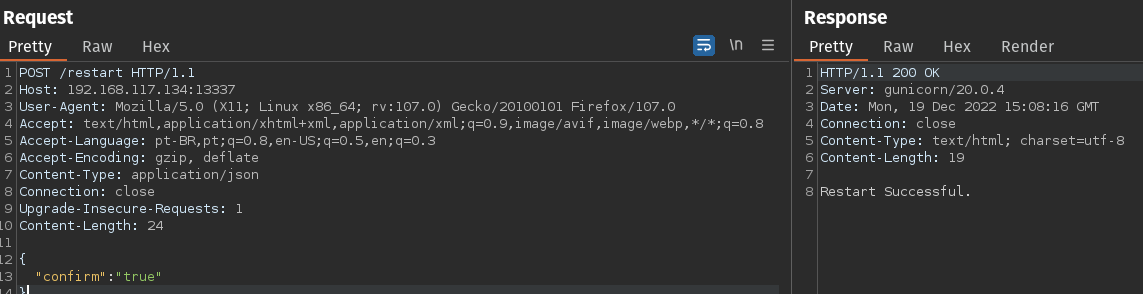 Request
Pretty Raw Hex
\n
1 POST /restart HTTP/1.1
2 Host: 192.168.117.134:13337
3 User-Agent: Mozilla/5.0 (X11; Linux x86_64; rv:107.0) Gecko/20100101 Firefox/107.0
4 Accept: text/html,application/xhtml+xml,application/xml;q=0.9,image/avif,image/webp,*/*;q=0.8
5 Accept-Language: pt-BR,pt;q=0.8,en-US;q=0.5,en;q=0.3
6 Accept-Encoding: gzip, deflate
7 Content-Type: application/json
8 Connection: close
9 Upgrade-Insecure-Requests: 1
10 Content-Length: 24
11
12 {
13 "confirm":"true"
14 }
Response
Pretty Raw Hex Render
1 HTTP/1.1 200 OK
2 Server: gunicorn/20.0.4
3 Date: Mon, 19 Dec 2022 15:08:16 GMT
4 Connection: close
5 Content-Type: text/html; charset=utf-8
6 Content-Length: 19
7
8 Restart Successful.